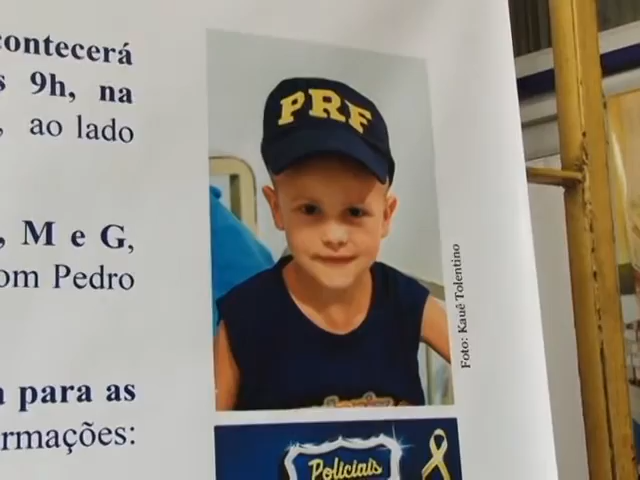 contecerá
s 9h, na
, ao lado
, M e G,
om Pedro
a para as
rmações:
PRF
Foto: Kauê Tolentino
Policiais